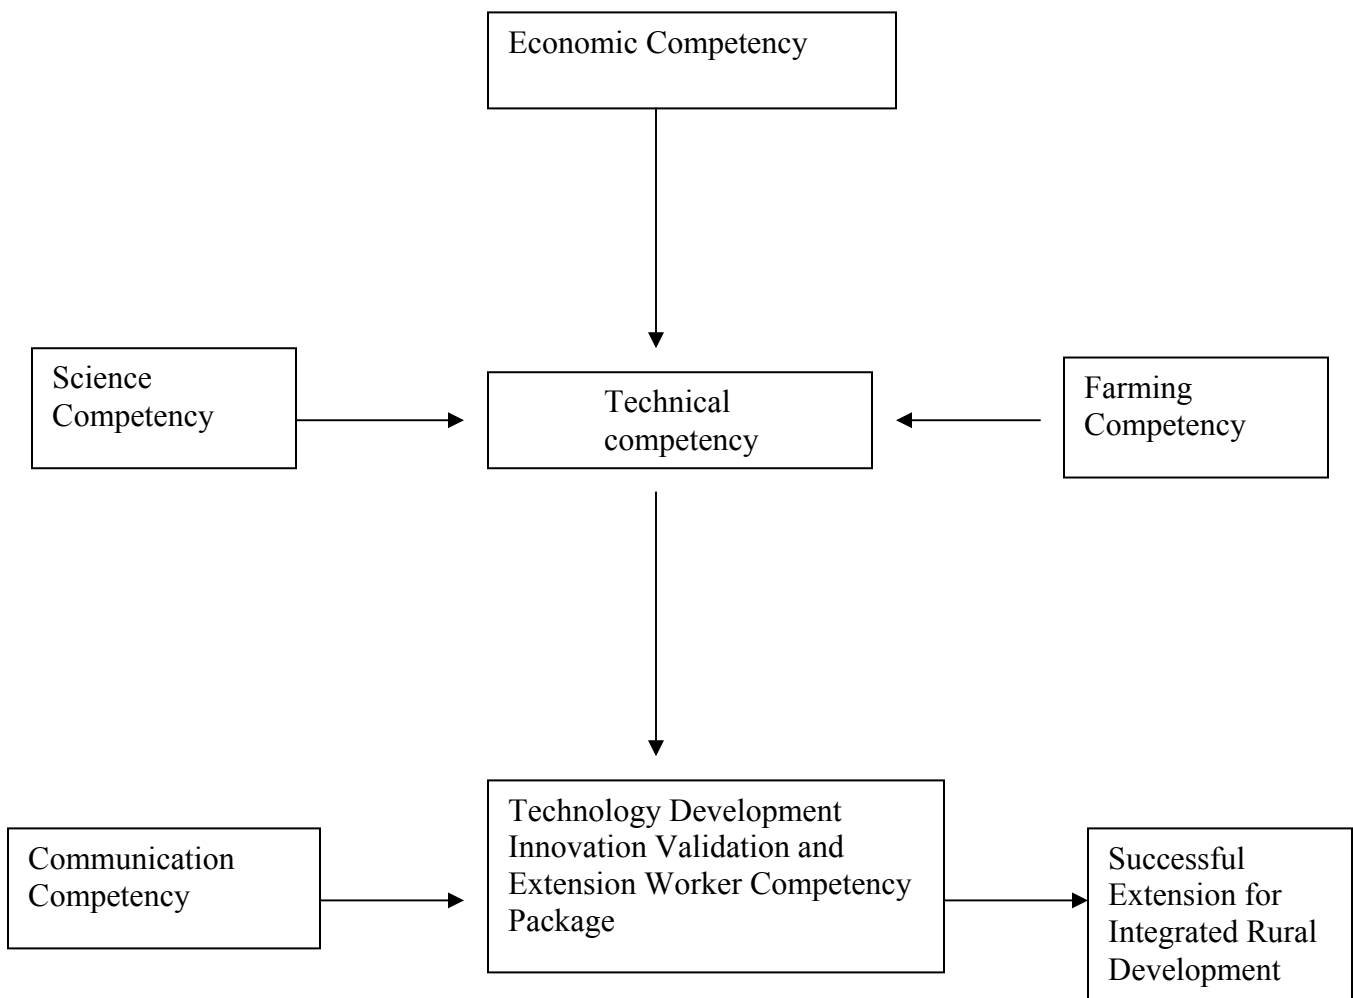 Economic Competency
Science
Competency
Technical
competency
Farming
Competency
Communication
Competency
Technology Development
Innovation Validation and
Extension Worker Competency
Package
Successful
Extension for
Integrated Rural
Development